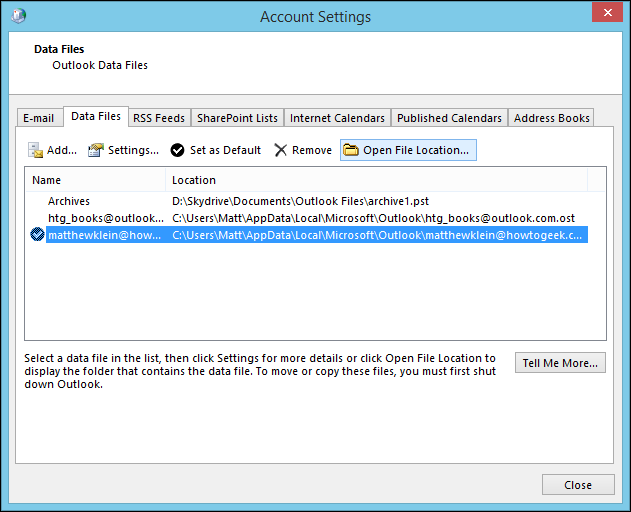 Account Settings
Data Files
Outlook Data Files
E-mail Data Files RSS Feeds SharePoint Lists Internet Calendars Published Calendars Address Books
Add... Settings... Set as Default Remove Open File Location...
Name Location
Archives D:\Skydrive\Documents\Outlook Files\archive1.pst
htg_books@outlook... C:\Users\Matt\AppData\Local\Microsoft\Outlook\htg_books@outlook.com.ost
matthewklein@how... C:\Users\Matt\AppData\Local\Microsoft\Outlook\matthewklein@howtogeek.c...
Select a data file in the list, then click Settings for more details or click Open File Location to
display the folder that contains the data file. To move or copy these files, you must first shut
down Outlook.
Tell Me More...
Close